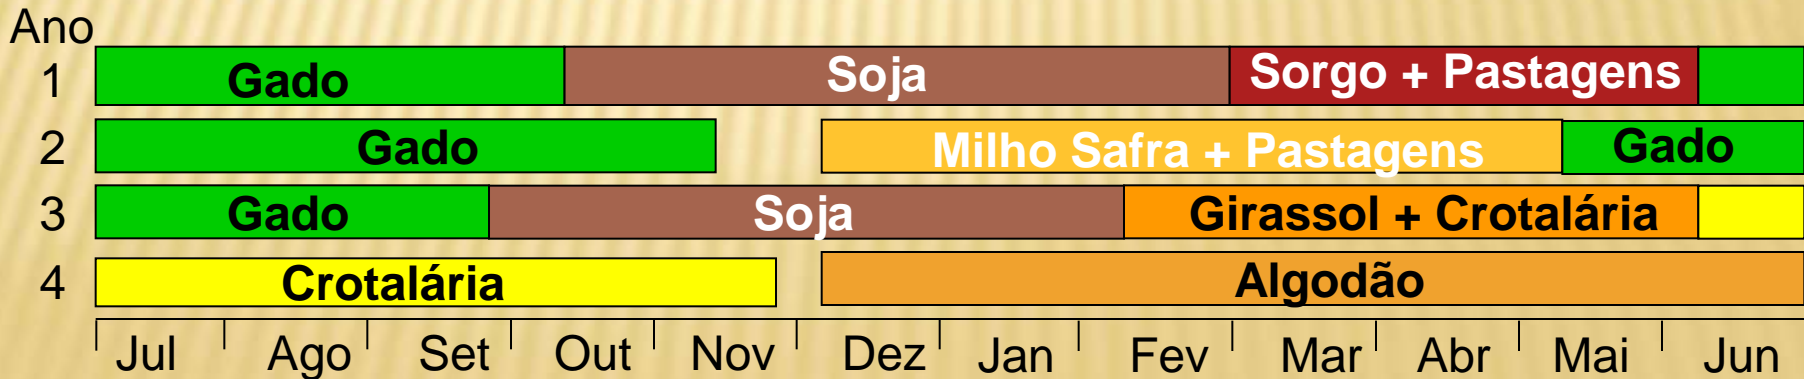 Ano
1 Gado Soja Sorgo + Pastagens
2 Gado Milho Safra + Pastagens Gado
3 Gado Soja Girassol + Crotalária
4 Crotalária Algodão
Jul Ago Set Out Nov Dez Jan Fev Mar Abr Mai Jun